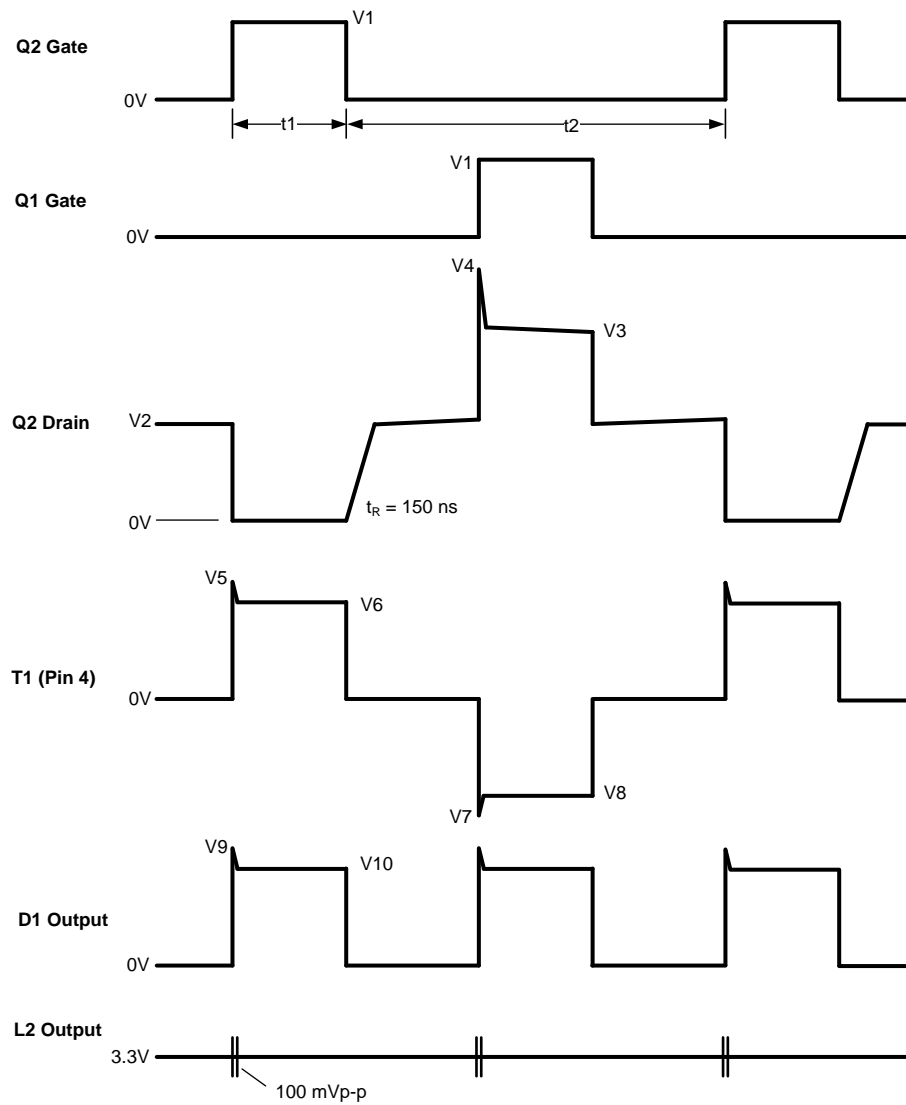 V1
Q2 Gate
0V
t1
t2
V1
Q1 Gate
0V
V4
V3
Q2 Drain
V2
tR = 150 ns
0V
V5
V6
T1 (Pin 4)
0V
V8
V7
V9
V10
D1 Output
0V
L2 Output
3.3V
100 mVp-p